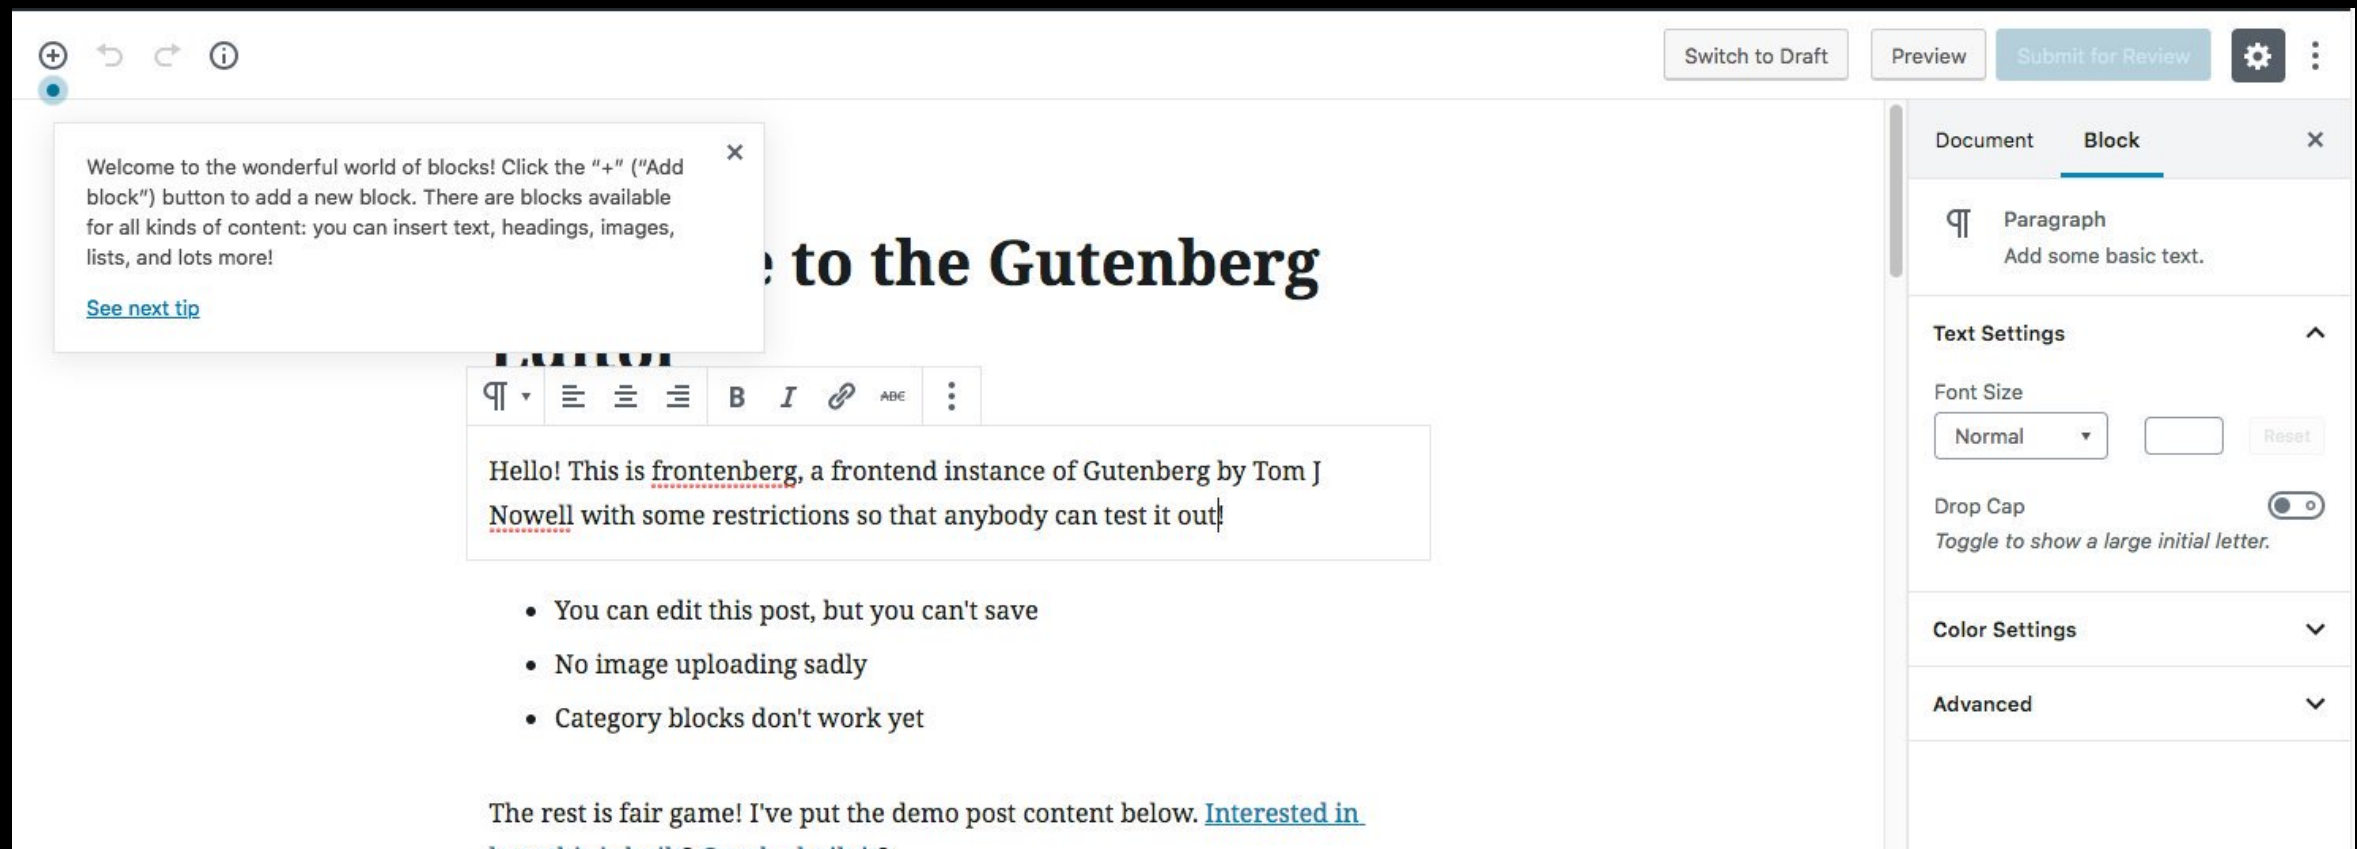 Switch to Draft
Preview
Submit for Review
Welcome to the wonderful world of blocks! Click the “+” (“Add
block”) button to add a new block. There are blocks available
for all kinds of content: you can insert text, headings, images,
lists, and lots more!
See next tip
to the Gutenberg
Editor
B I ABC
Hello! This is frontenberg, a frontend instance of Gutenberg by Tom J
Nowell with some restrictions so that anybody can test it out!
• You can edit this post, but you can't save
• No image uploading sadly
• Category blocks don't work yet
The rest is fair game! I've put the demo post content below. Interested in
Document
Block
Paragraph
Add some basic text.
Text Settings
Font Size
Normal
Reset
Drop Cap
Toggle to show a large initial letter.
Color Settings
Advanced